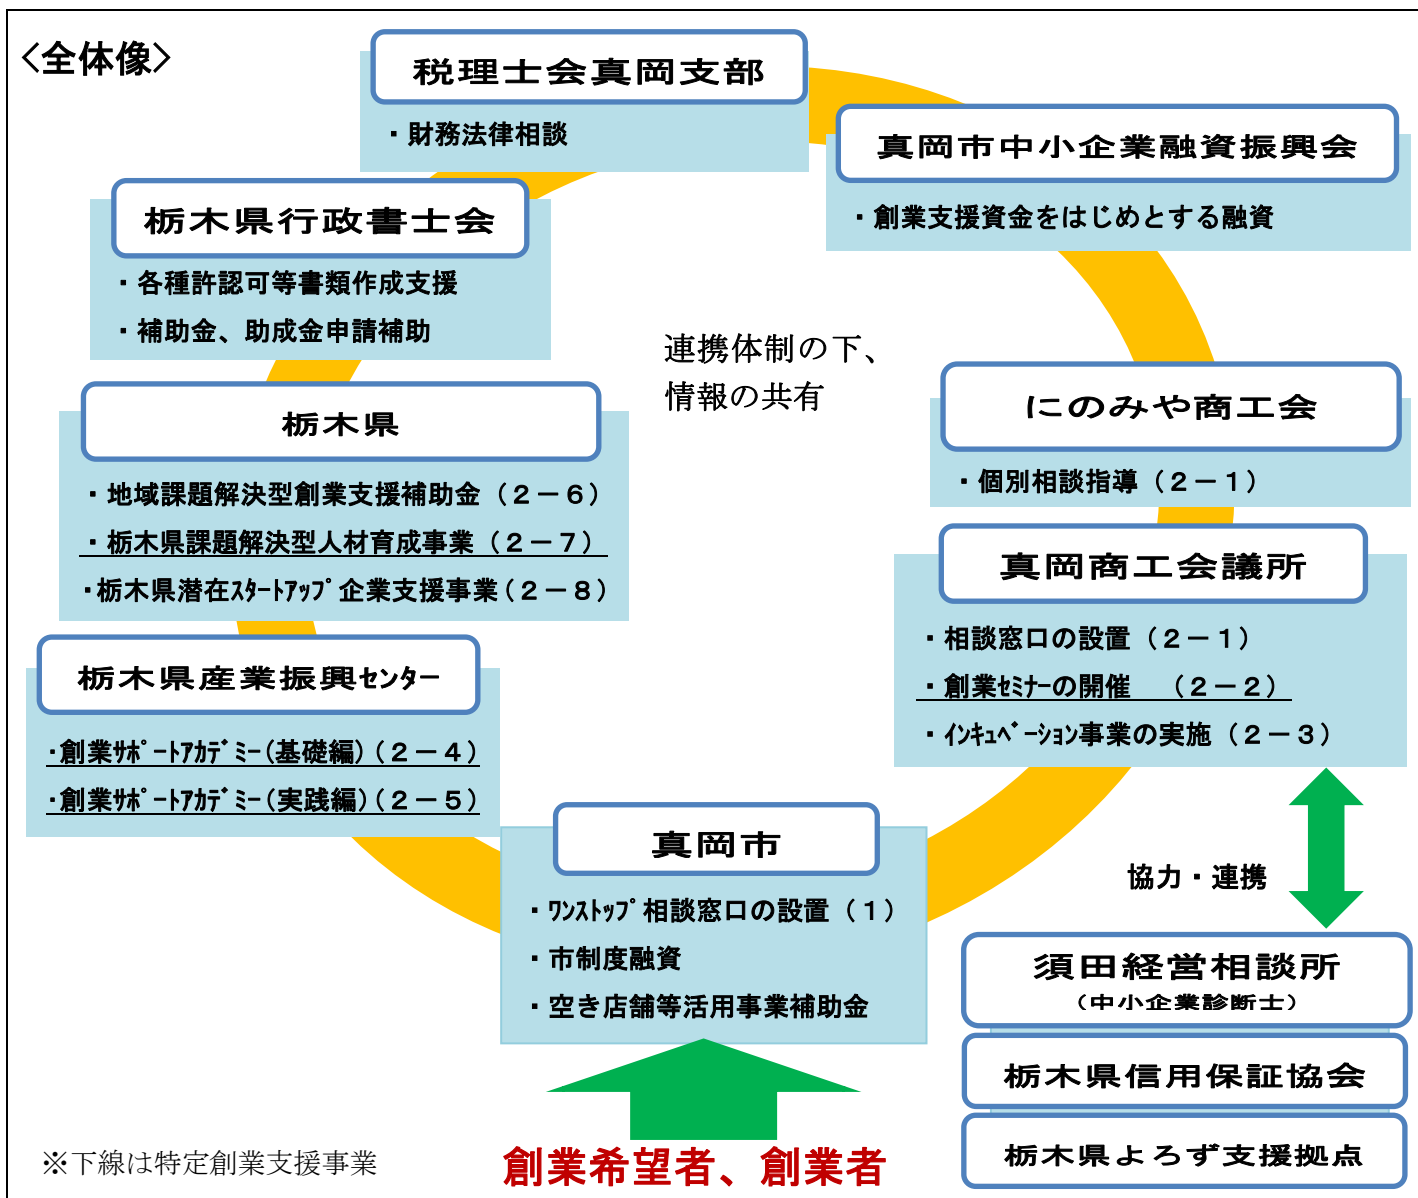 <全体像>
税理士会真岡支部
・財務法律相談
真岡市中小企業融資振興会
・創業支援資金をはじめとする融資
栃木県行政書士会
・各種許認可等書類作成支援
・補助金、助成金申請補助
連携体制の下、
情報の共有
にのみや商工会
・個別相談指導（２－１）
栃木県
・地域課題解決型創業支援補助金（２－６）
・栃木県課題解決型人材育成事業（２－７）
・栃木県潜在ｽﾀｰﾄｱｯﾌﾟ企業支援事業（２－８）
真岡商工会議所
・相談窓口の設置（２－１）
・創業ｾﾐﾅｰの開催　（２－２）
・ｲﾝｷｭﾍﾞｰｼｮﾝ事業の実施（２－３）
栃木県産業振興ｾﾝﾀｰ
・創業ｻﾎﾟｰﾄｱｶﾃﾞﾐｰ(基礎編)（２－４）
・創業ｻﾎﾟｰﾄｱｶﾃﾞﾐｰ(実践編)（２－５）
真岡市
・ﾜﾝｽﾄｯﾌﾟ相談窓口の設置（１）
・市制度融資
・空き店舗等活用事業補助金
協力・連携
須田経営相談所
（中小企業診断士）
栃木県信用保証協会
栃木県よろず支援拠点
創業希望者、創業者
※下線は特定創業支援事業